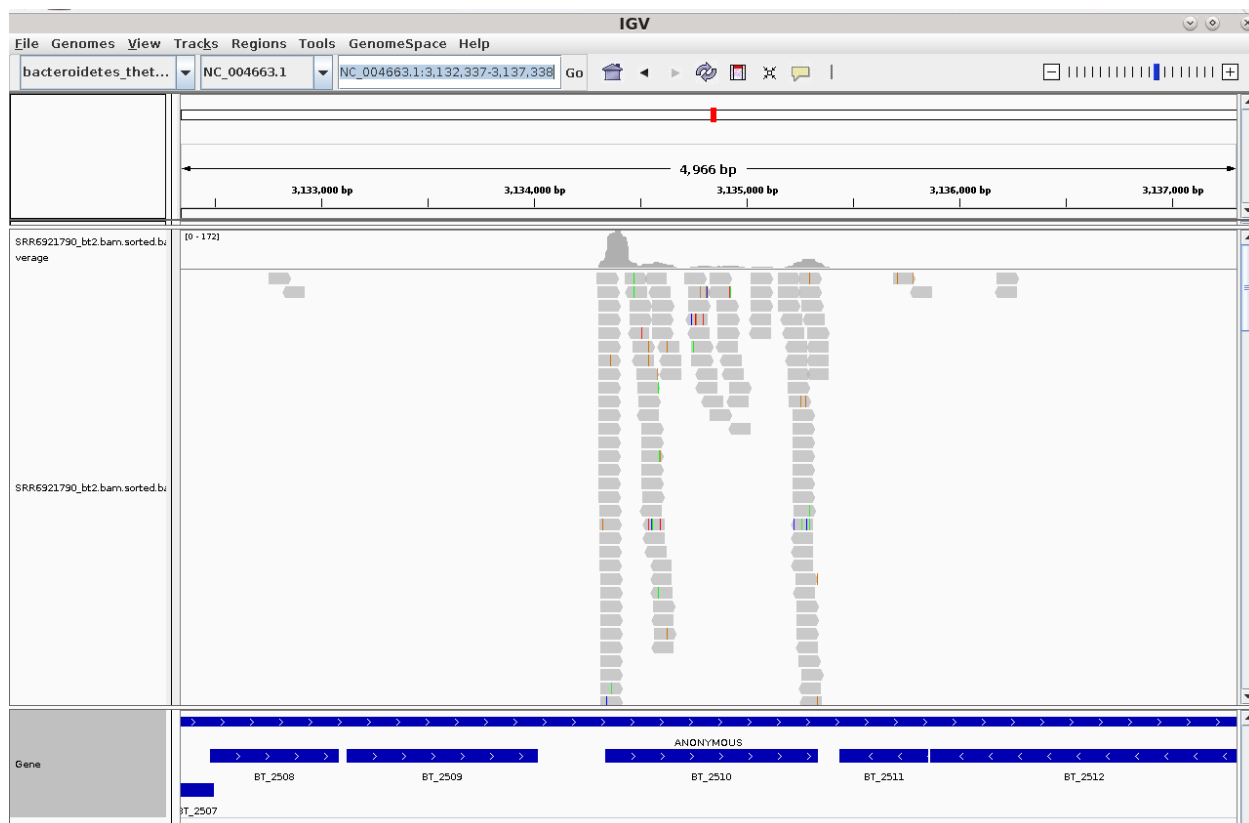 IGV
File Genomes View Tracks Regions Tools GenomeSpace Help
bacteroidetes_thet... NC_004663.1 NC_004663.1:3,132,337-3,137,338 Go
4,966 bp
3,133,000 bp 3,134,000 bp 3,135,000 bp 3,136,000 bp 3,137,000 bp
SRR6921790_bt2.bam.sorted.ba
verage
[0 - 172]
SRR6921790_bt2.bam.sorted.ba
Gene
ANONYMOUS
BT_2508 BT_2509 BT_2510 BT_2511 BT_2512
BT_2507